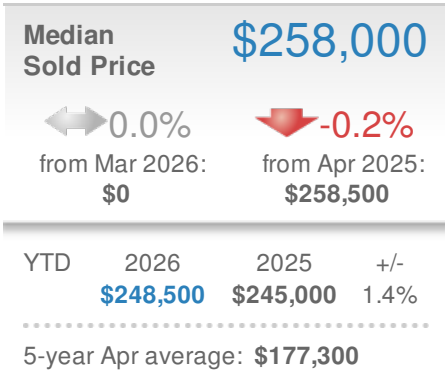 Median $258,000
Sold Price
0.0% -0.2%
from Mar 2026: from Apr 2025:
$0 $258,500
YTD 2026 2025 +/-
$248,500 $245,000 1.4%
5-year Apr average: $177,300